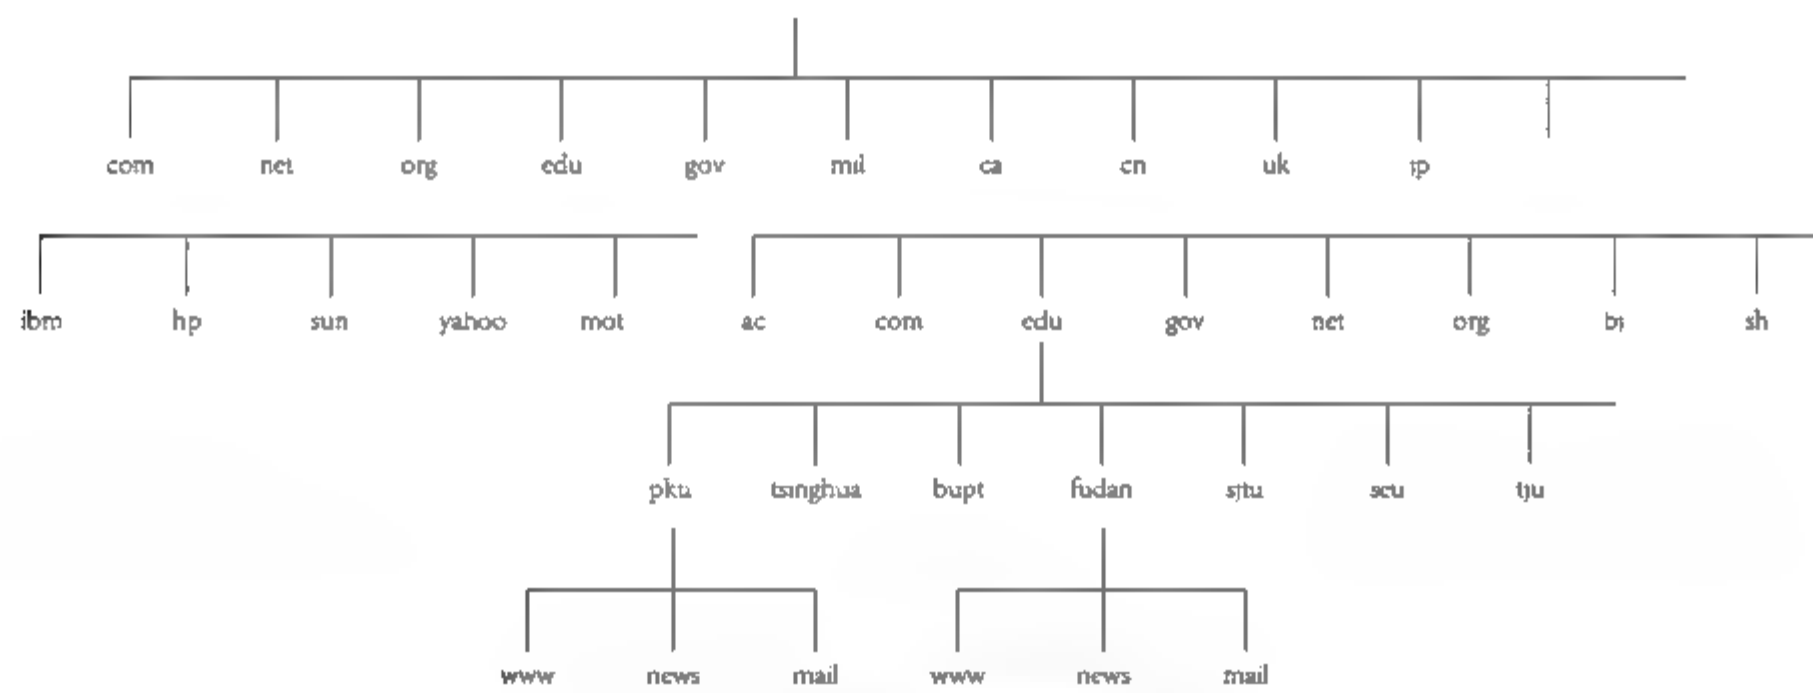 com net org edu gov mil ca cn uk jp
ibm hp sun yahoo mot ac com edu gov net org bj sh
pku tsinghua bupt fudan sjtu scu tju
www news mail www news mail